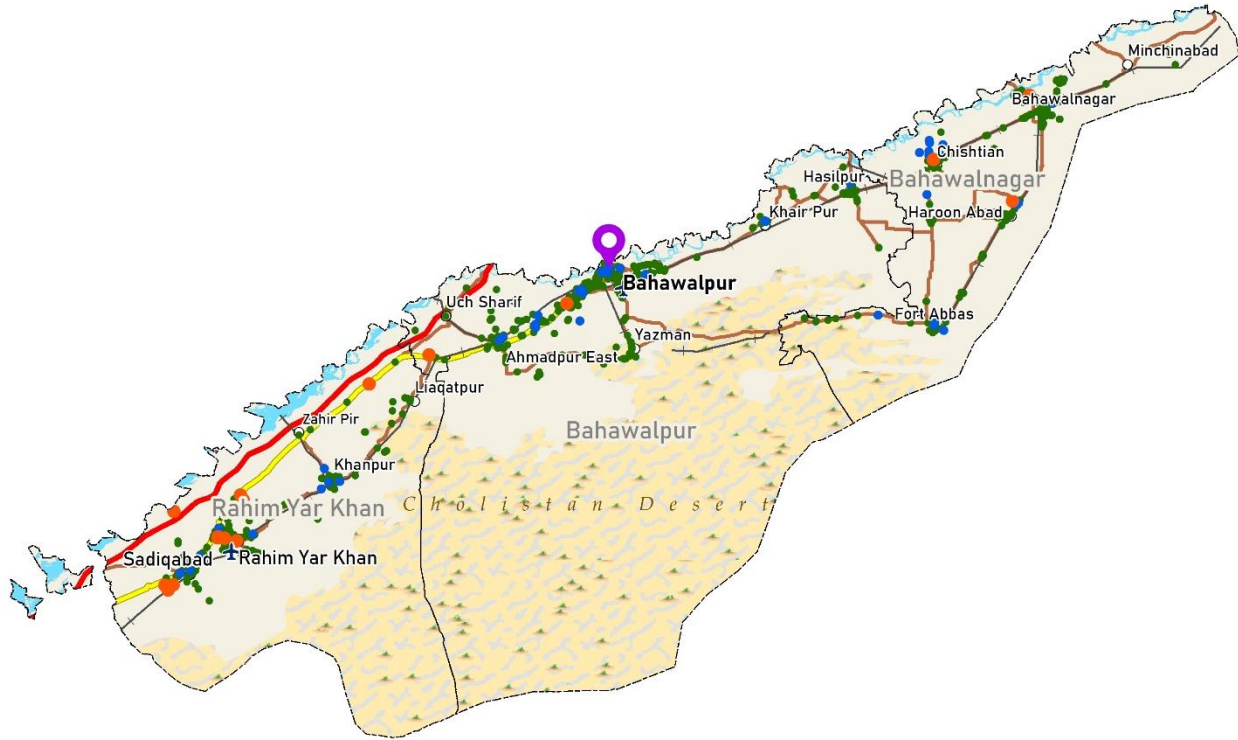 Minchinabad
Bahawalnagar
Chishtian
Bahawalnagar
Hasilpur
Haroon Abad
Khair Pur
Bahawalpur
Uch Sharif
Fort Abbas
Yazman
Ahmadpur East
Liaqatpur
Zahir Pir
Bahawalpur
Khanpur
Rahim Yar Khan
Cholistan Desert
Sadiqabad
Rahim Yar Khan